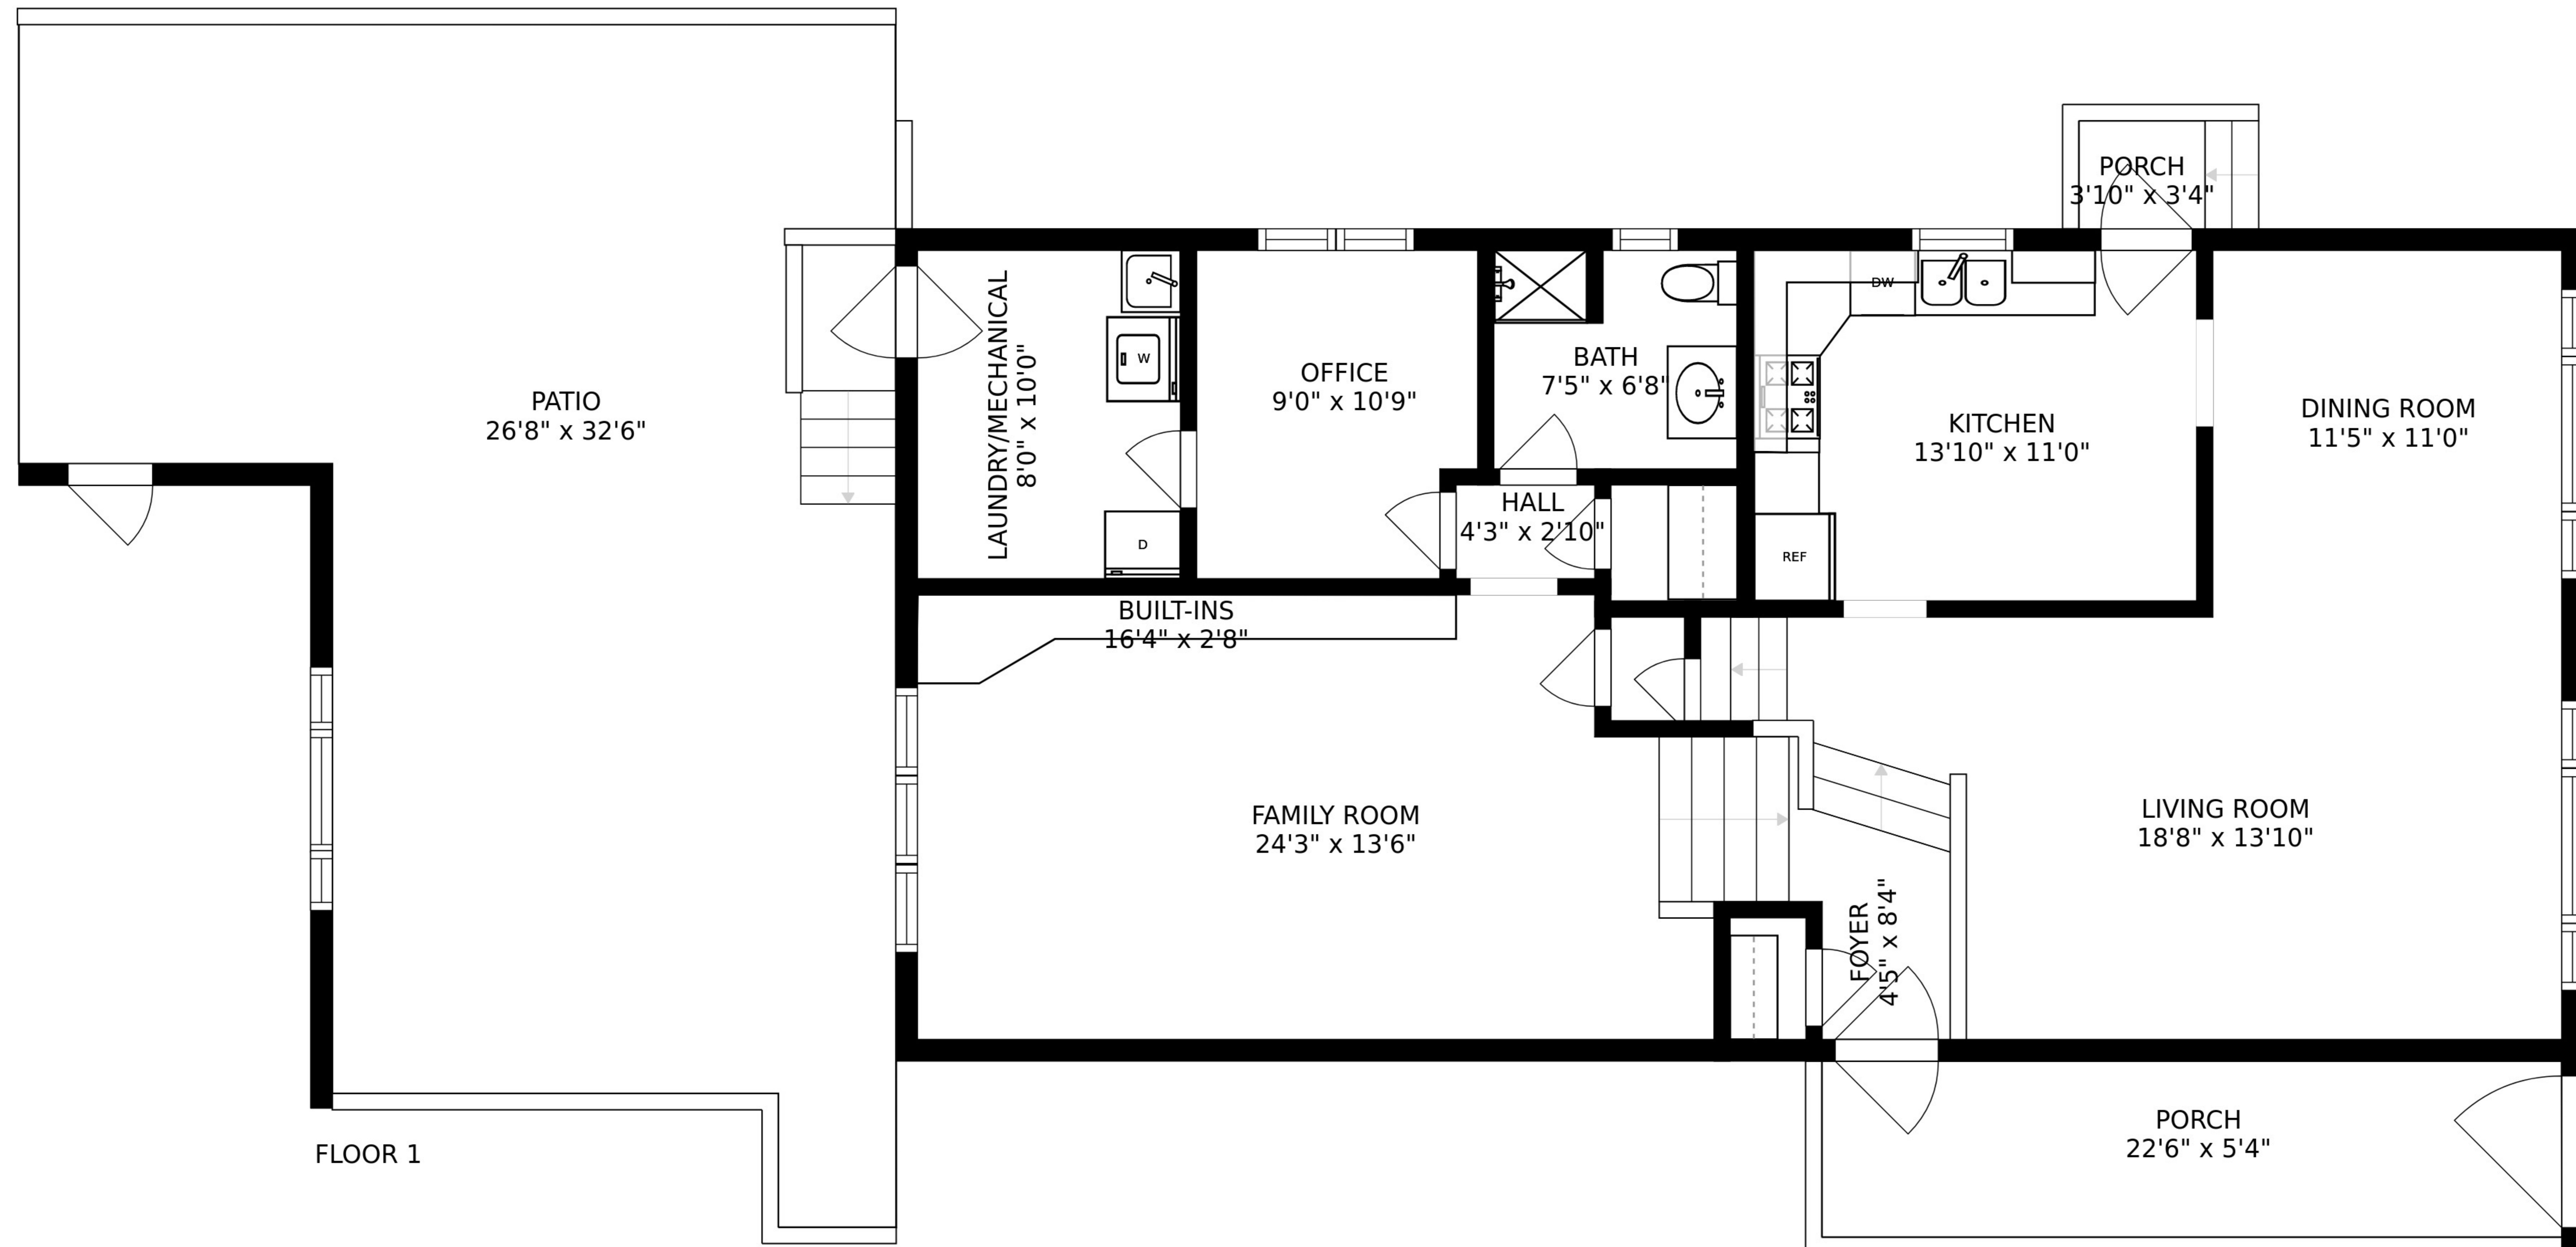 PORCH
3'10" x 3'4"
DW
LAUNDRY/MECHANICAL
8'0" x 10'0"
W
OFFICE
9'0" x 10'9"
BATH
7'5" x 6'8"
PATIO
26'8" x 32'6"
KITCHEN
13'10" x 11'0"
DINING ROOM
11'5" x 11'0"
HALL
4'3" x 2'10"
D
REF
BUILT-INS
16'4" x 2'8"
FAMILY ROOM
24'3" x 13'6"
LIVING ROOM
18'8" x 13'10"
FOYER
4'5" x 8'4"
PORCH
22'6" x 5'4"
FLOOR 1